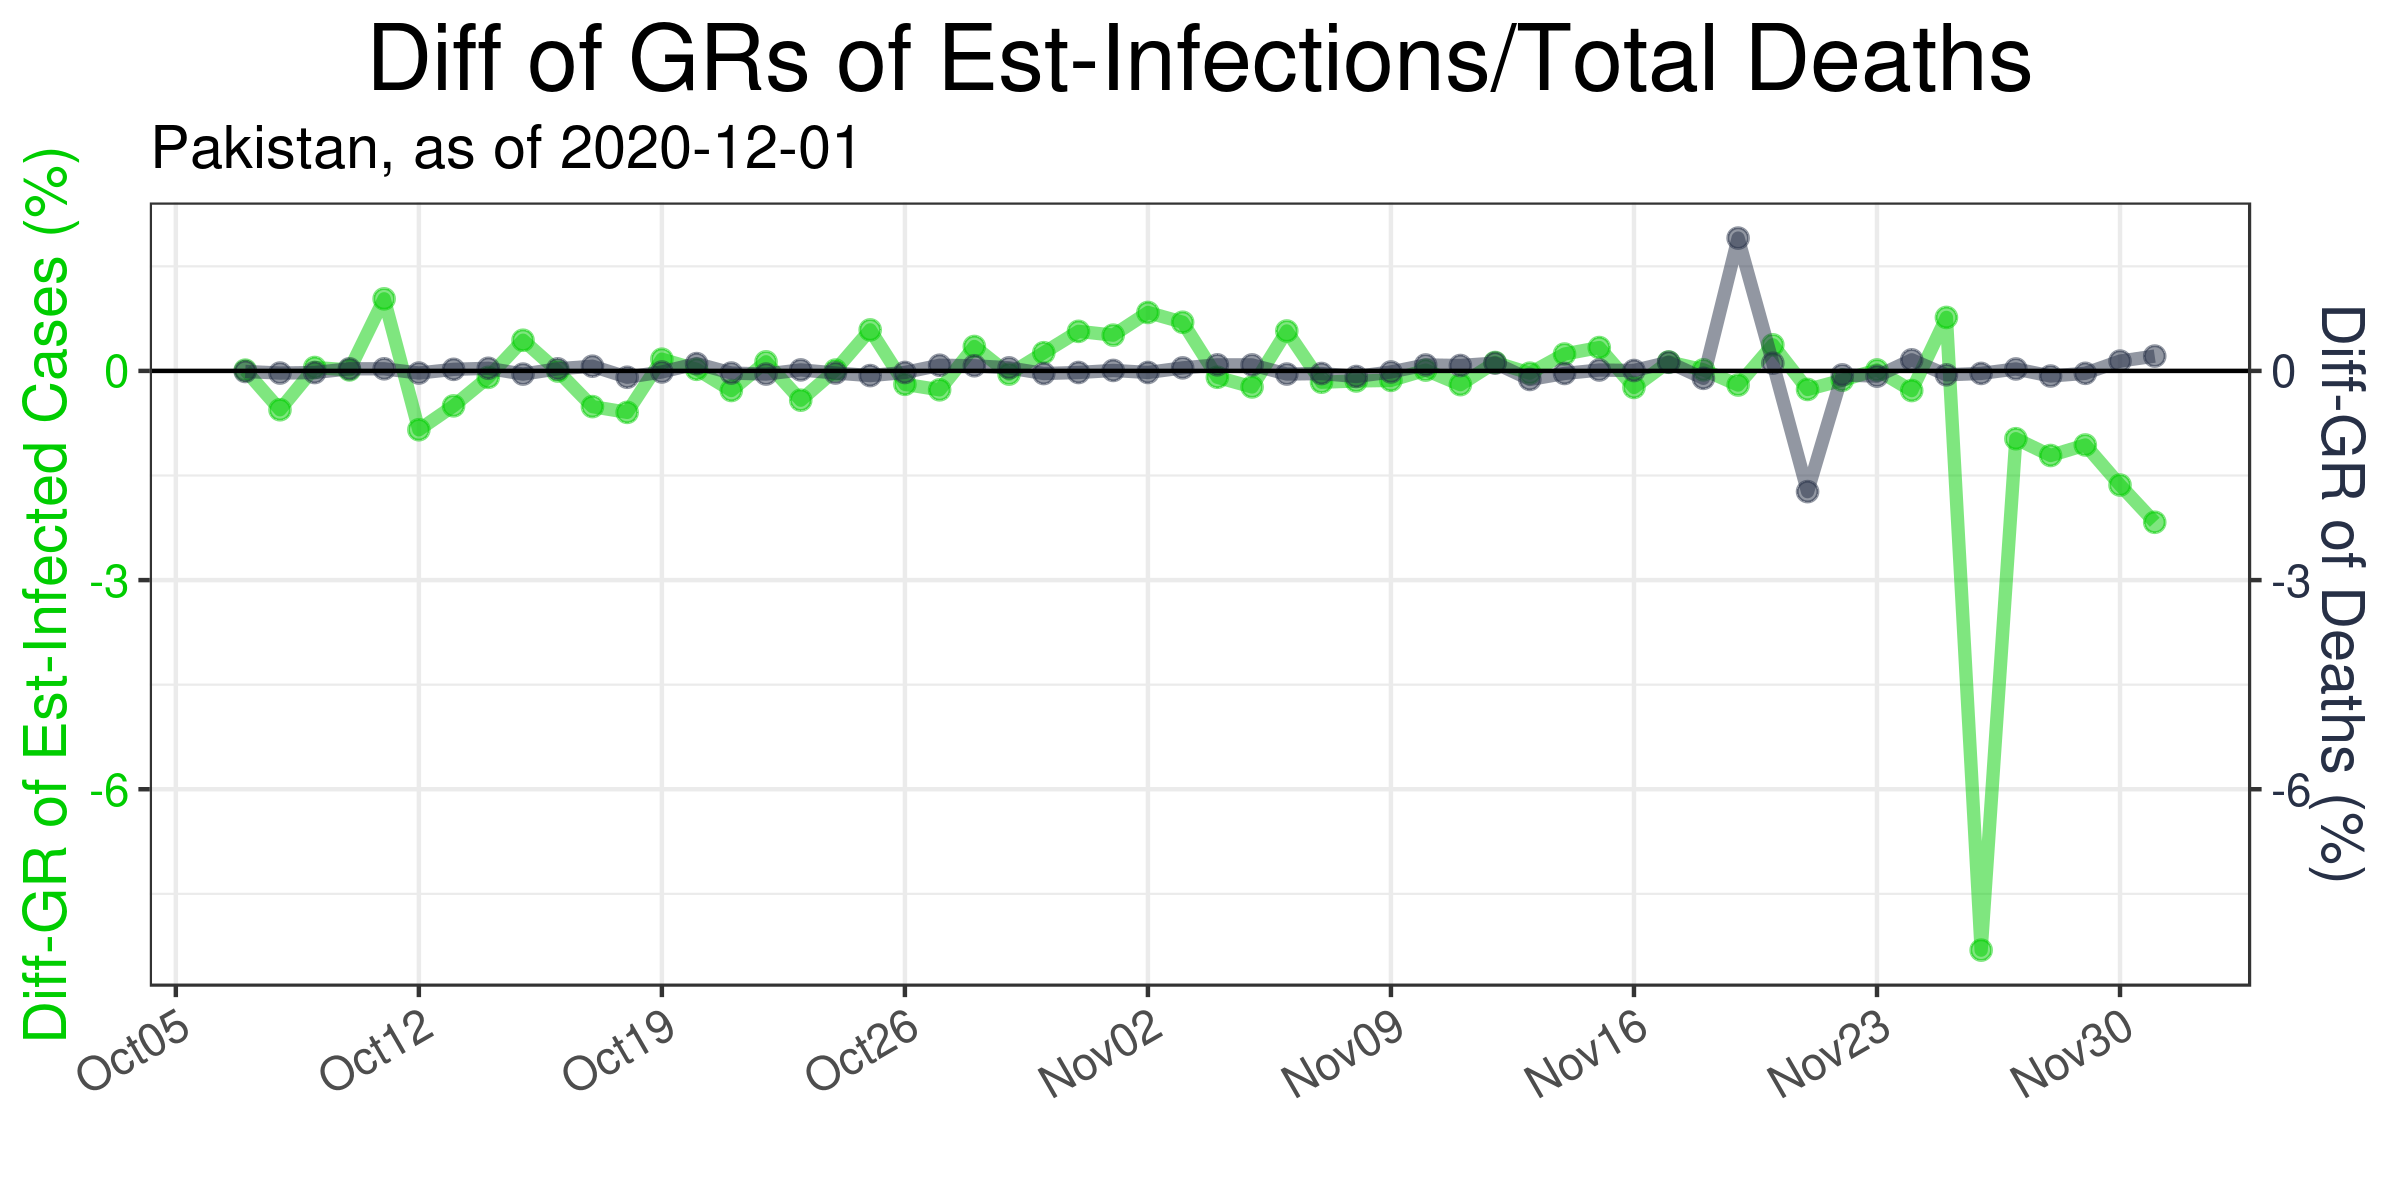 Diff of GRs of Est-Infections/Total Deaths
Pakistan, as of 2020-12-01
Diff-GR of Est-Infected Cases (%)
0
-3
-6
0
-3
-6
Diff-GR of Deaths (%)
Oct05
Oct12
Oct19
Oct26
Nov02
Nov09
Nov16
Nov23
Nov30